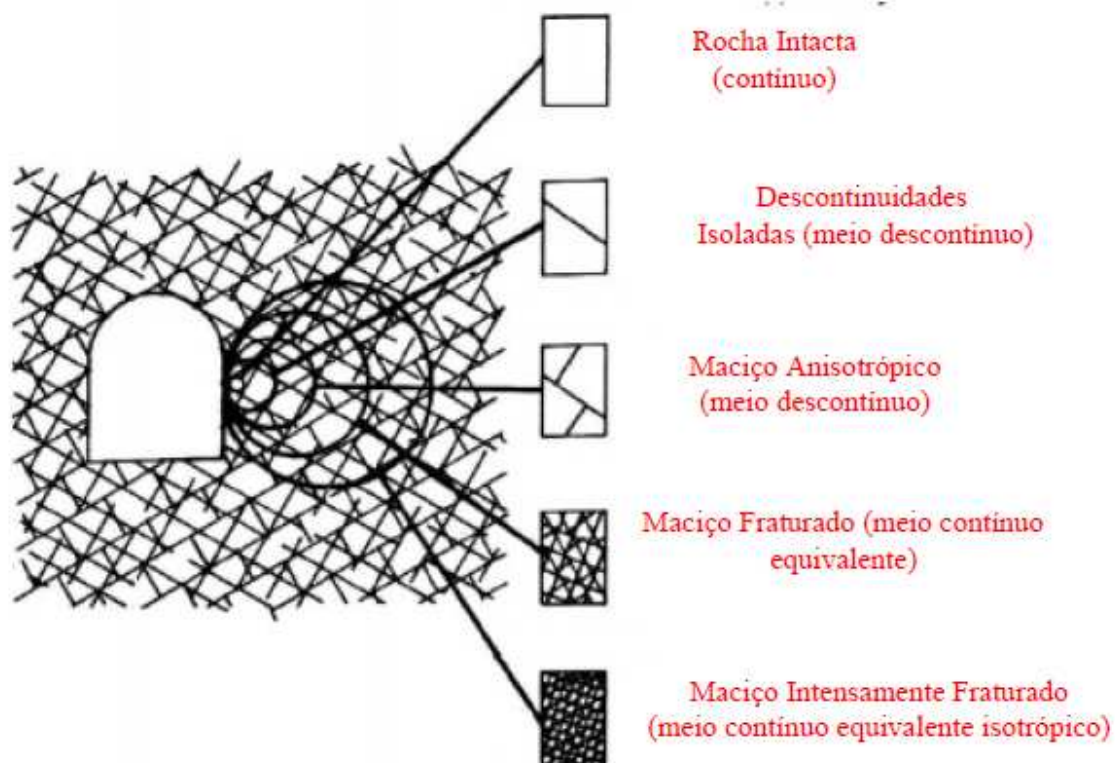 Rocha Intacta
(contínuo)
Descontinuidades
Isoladas (meio descontínuo)
Maciço Anisotrópico
(meio descontínuo)
Maciço Fraturado (meio contínuo
equivalente)
Maciço Intensamente Fraturado
(meio contínuo equivalente isotrópico)